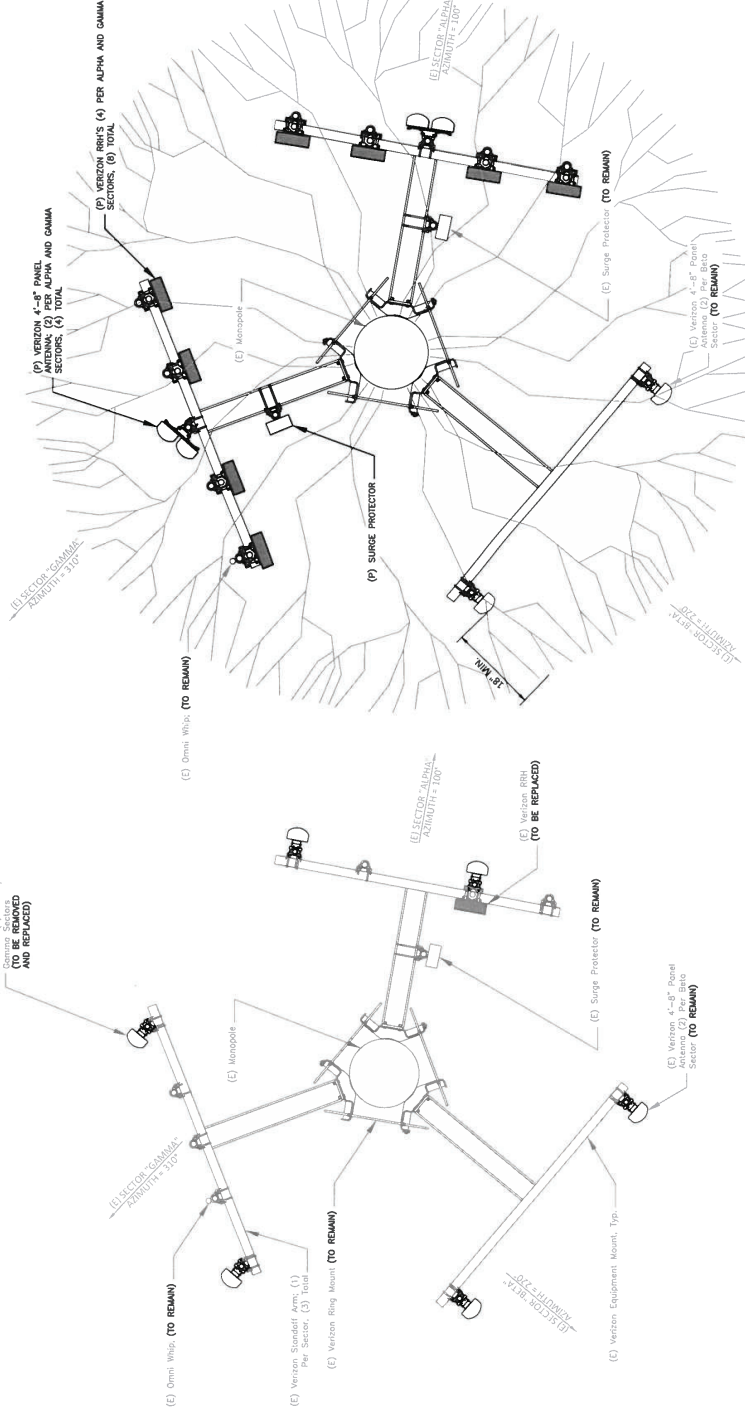 (P) VERIZON RRH'S (4) PER ALPHA AND GAMMA
SECTORS, (8) TOTAL
(P) VERIZON 4'-8" PANEL
ANTENNA; (2) PER ALPHA AND GAMMA
SECTORS, (4) TOTAL
(E) SECTOR "ALPHA"
AZIMUTH = 100°
(E) Monopole
(E) Surge Protector (TO REMAIN)
(E) SECTOR "GAMMA"
AZIMUTH = 310°
(P) SURGE PROTECTOR
(E) Verizon 4'-8" Panel
Antenna (2) Per Beta
Sector (TO REMAIN)
(E) Omni Whip; (TO REMAIN)
18" MIN.
(E) SECTOR "BETA"
AZIMUTH = 220°
Gamma Sectors
(TO BE REMOVED
AND REPLACED)
(E) SECTOR "ALPHA"
AZIMUTH = 100°
(E) Verizon RRH
(TO BE REPLACED)
(E) Monopole
(E) Surge Protector (TO REMAIN)
(E) SECTOR "GAMMA"
AZIMUTH = 310°
(E) Verizon 4'-8" Panel
Antenna (2) Per Beta
Sector (TO REMAIN)
(E) Omni Whip; (TO REMAIN)
(E) Verizon Standoff Arm; (1)
Per Sector, (3) Total
(E) Verizon Ring Mount (TO REMAIN)
(E) SECTOR "BETA"
AZIMUTH = 220°
(E) Verizon Equipment Mount, Typ.